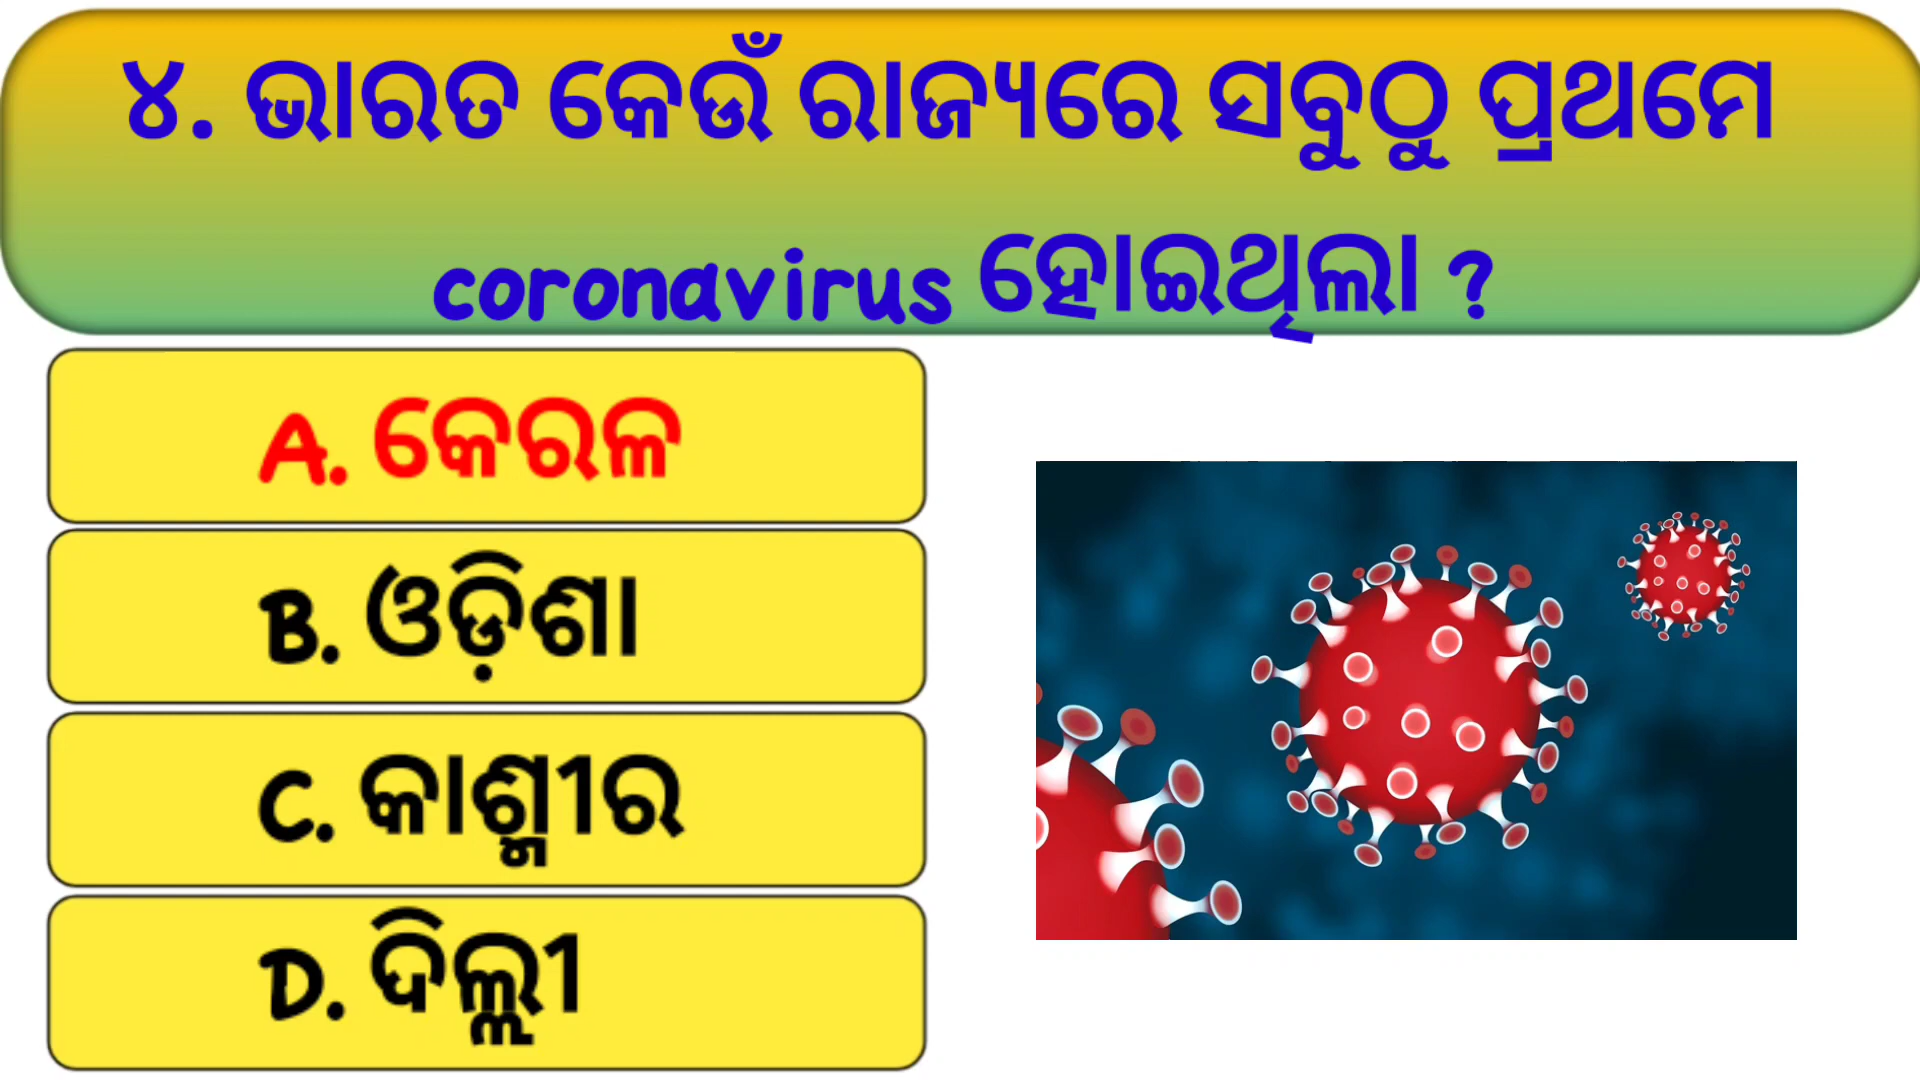 ୪. ଭାରତ କେଉଁ ରାଜ୍ୟରେ ସବୁଠୁ ପ୍ରଥମେ
coronavirus ହୋଇଥିଲା ?
A. କେରଳ
B. ଓଡ଼ିଶା
C. କାଶ୍ମୀର
D. ଦିଲ୍ଲୀ